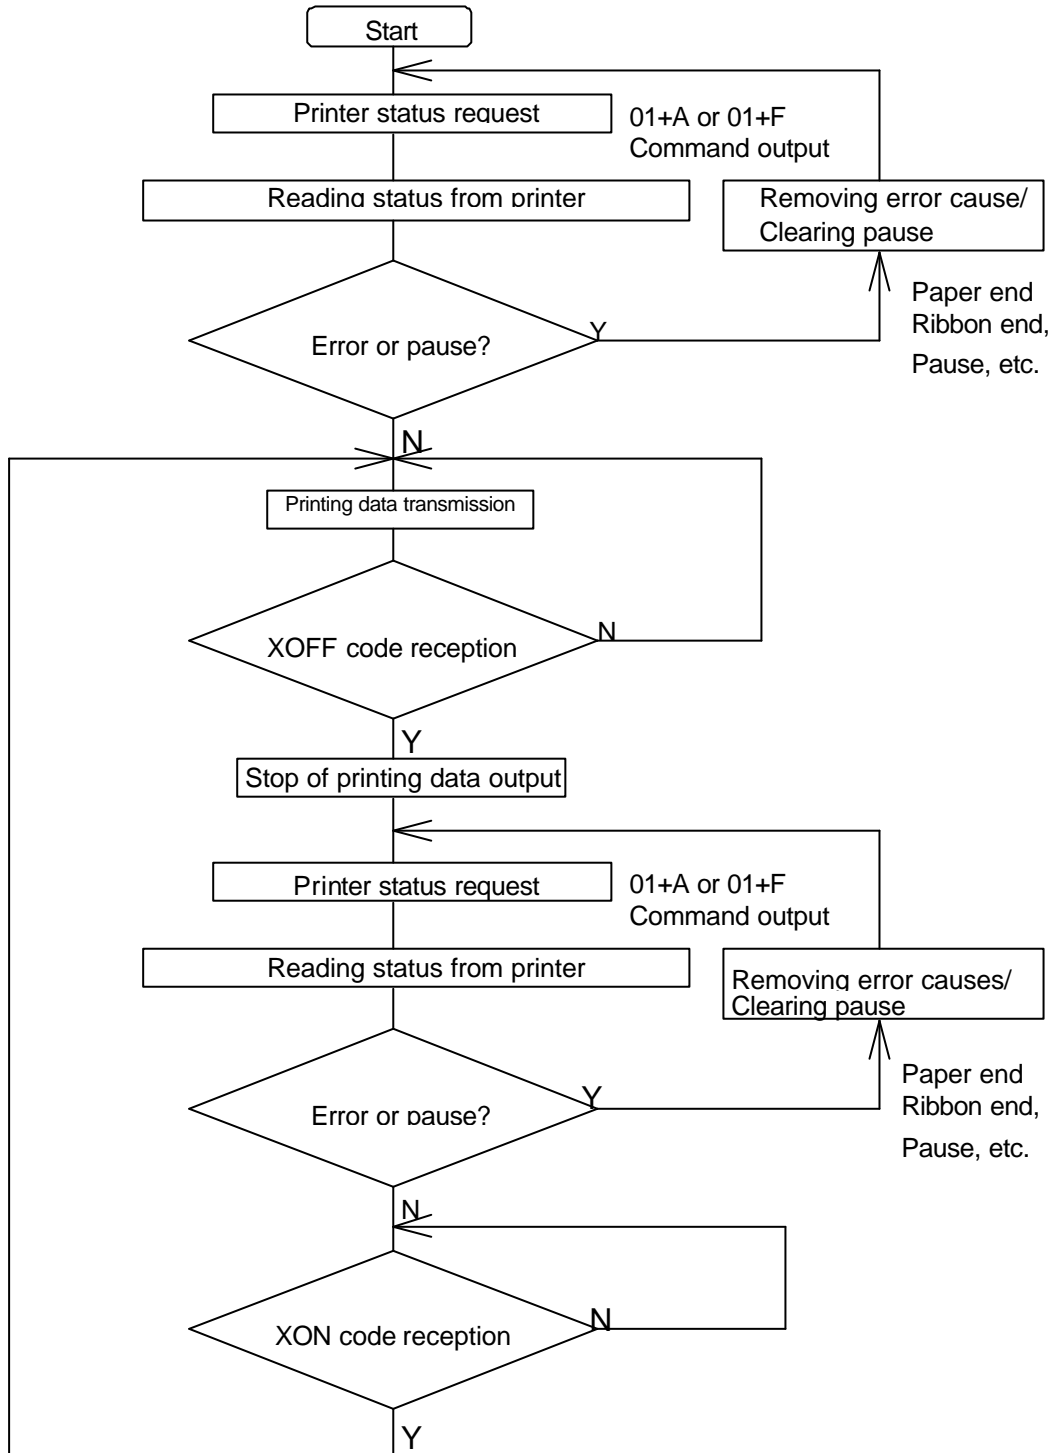 Start
Printer status request
01+A or 01+F
Command output
Reading status from printer
Removing error cause/
Clearing pause
Error or pause?
Y
Paper end
Ribbon end,
Pause, etc.
N
Printing data transmission
XOFF code reception
N
Y
Stop of printing data output
Printer status request
01+A or 01+F
Command output
Reading status from printer
Removing error causes/
Clearing pause
Error or pause?
Y
Paper end
Ribbon end,
Pause, etc.
N
XON code reception
N
Y